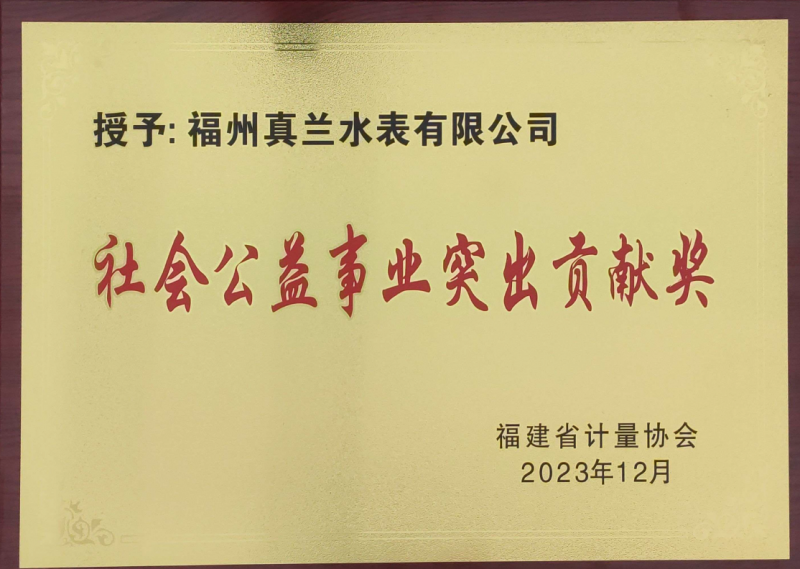 授予: 福州真兰水表有限公司
社会公益事业突出贡献奖
福建省计量协会
2023年12月